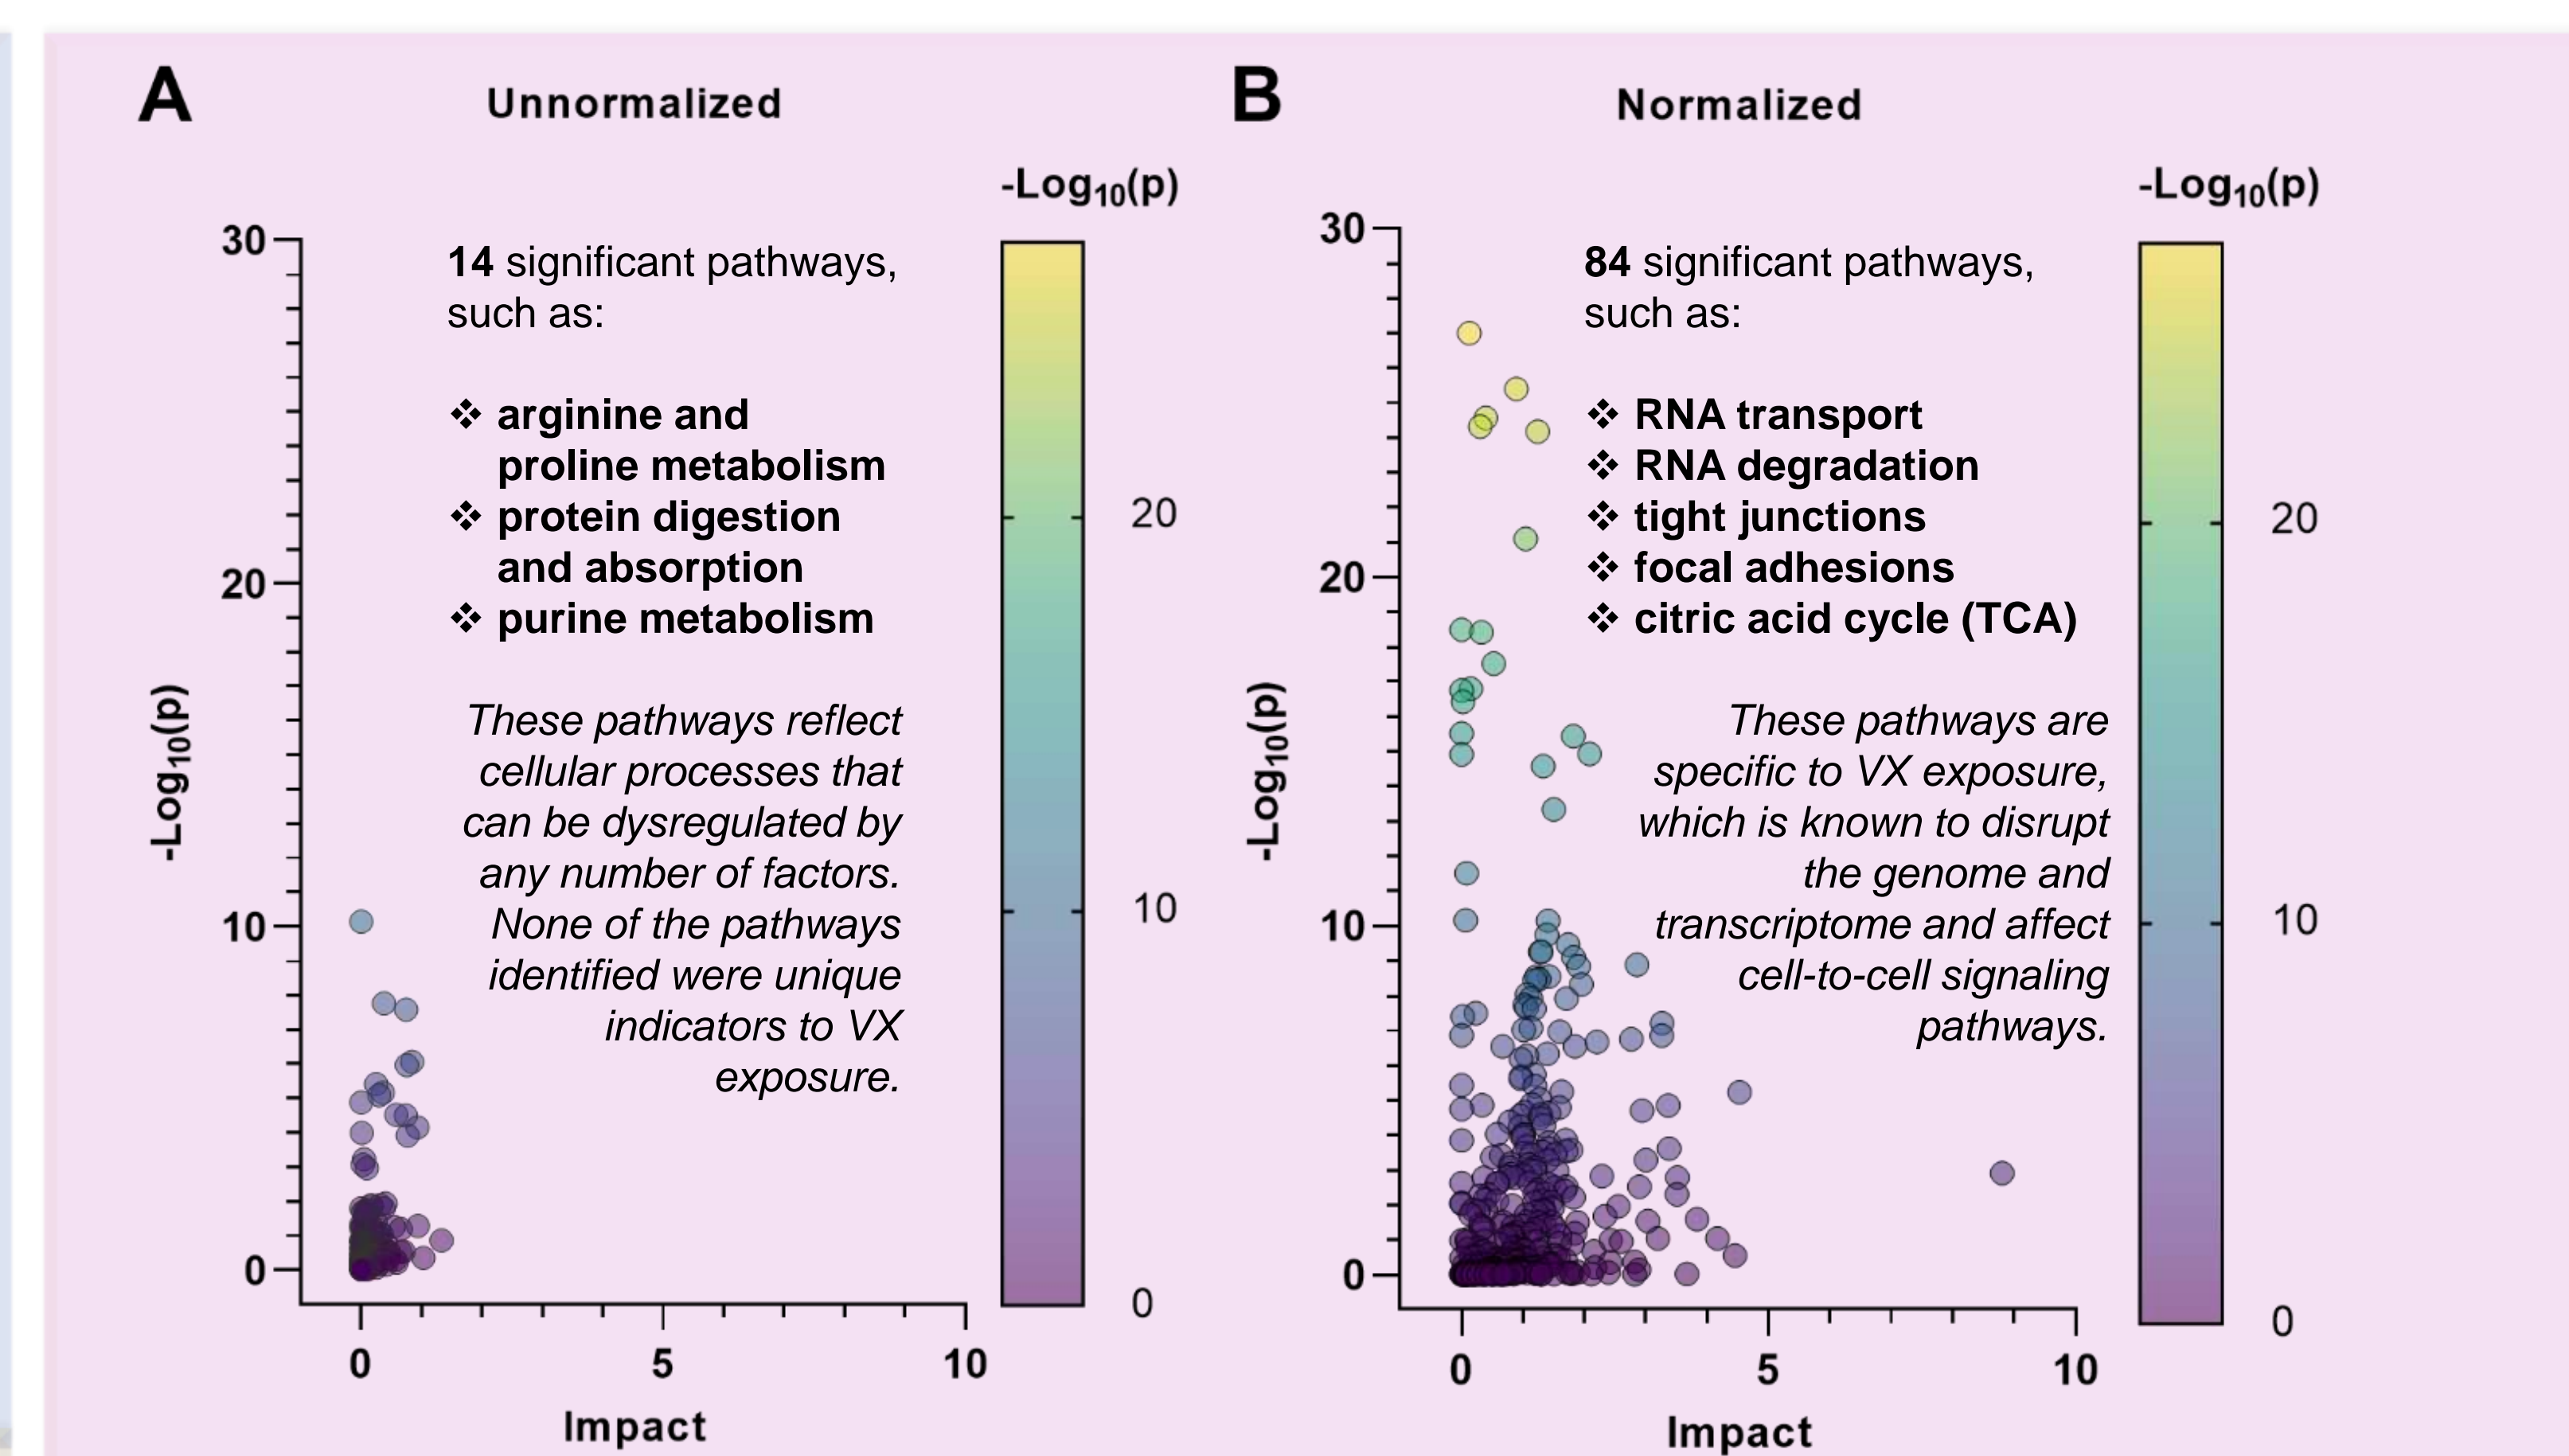 A
Unnormalized
-Log10(p)
30
20
10
0
-Log10(p)
0
5
10
Impact
14 significant pathways,
such as:
❖ arginine and
proline metabolism
❖ protein digestion
and absorption
❖ purine metabolism
These pathways reflect
cellular processes that
can be dysregulated by
any number of factors.
None of the pathways
identified were unique
indicators to VX
exposure.
20
10
0
B
Normalized
-Log10(p)
30
20
10
0
-Log10(p)
0
5
10
Impact
84 significant pathways,
such as:
❖ RNA transport
❖ RNA degradation
❖ tight junctions
❖ focal adhesions
❖ citric acid cycle (TCA)
These pathways are
specific to VX exposure,
which is known to disrupt
the genome and
transcriptome and affect
cell-to-cell signaling
pathways.
20
10
0